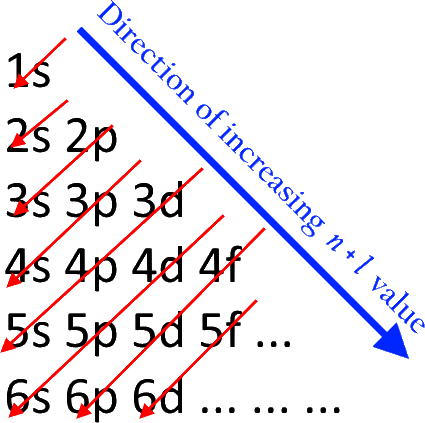 Direction of increasing n + l value
1s
2s 2p
3s 3p 3d
4s 4p 4d 4f
5s 5p 5d 5f ...
6s 6p 6d ... ... ...